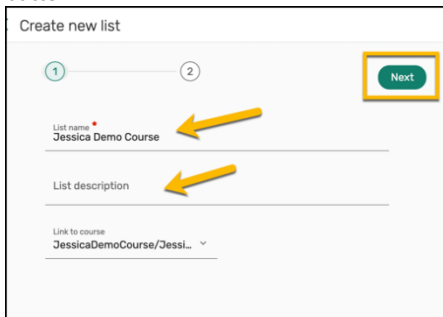 Create new list
1
2
Next
List name •
Jessica Demo Course
List description
Link to course
JessicaDemoCourse/Jessi...